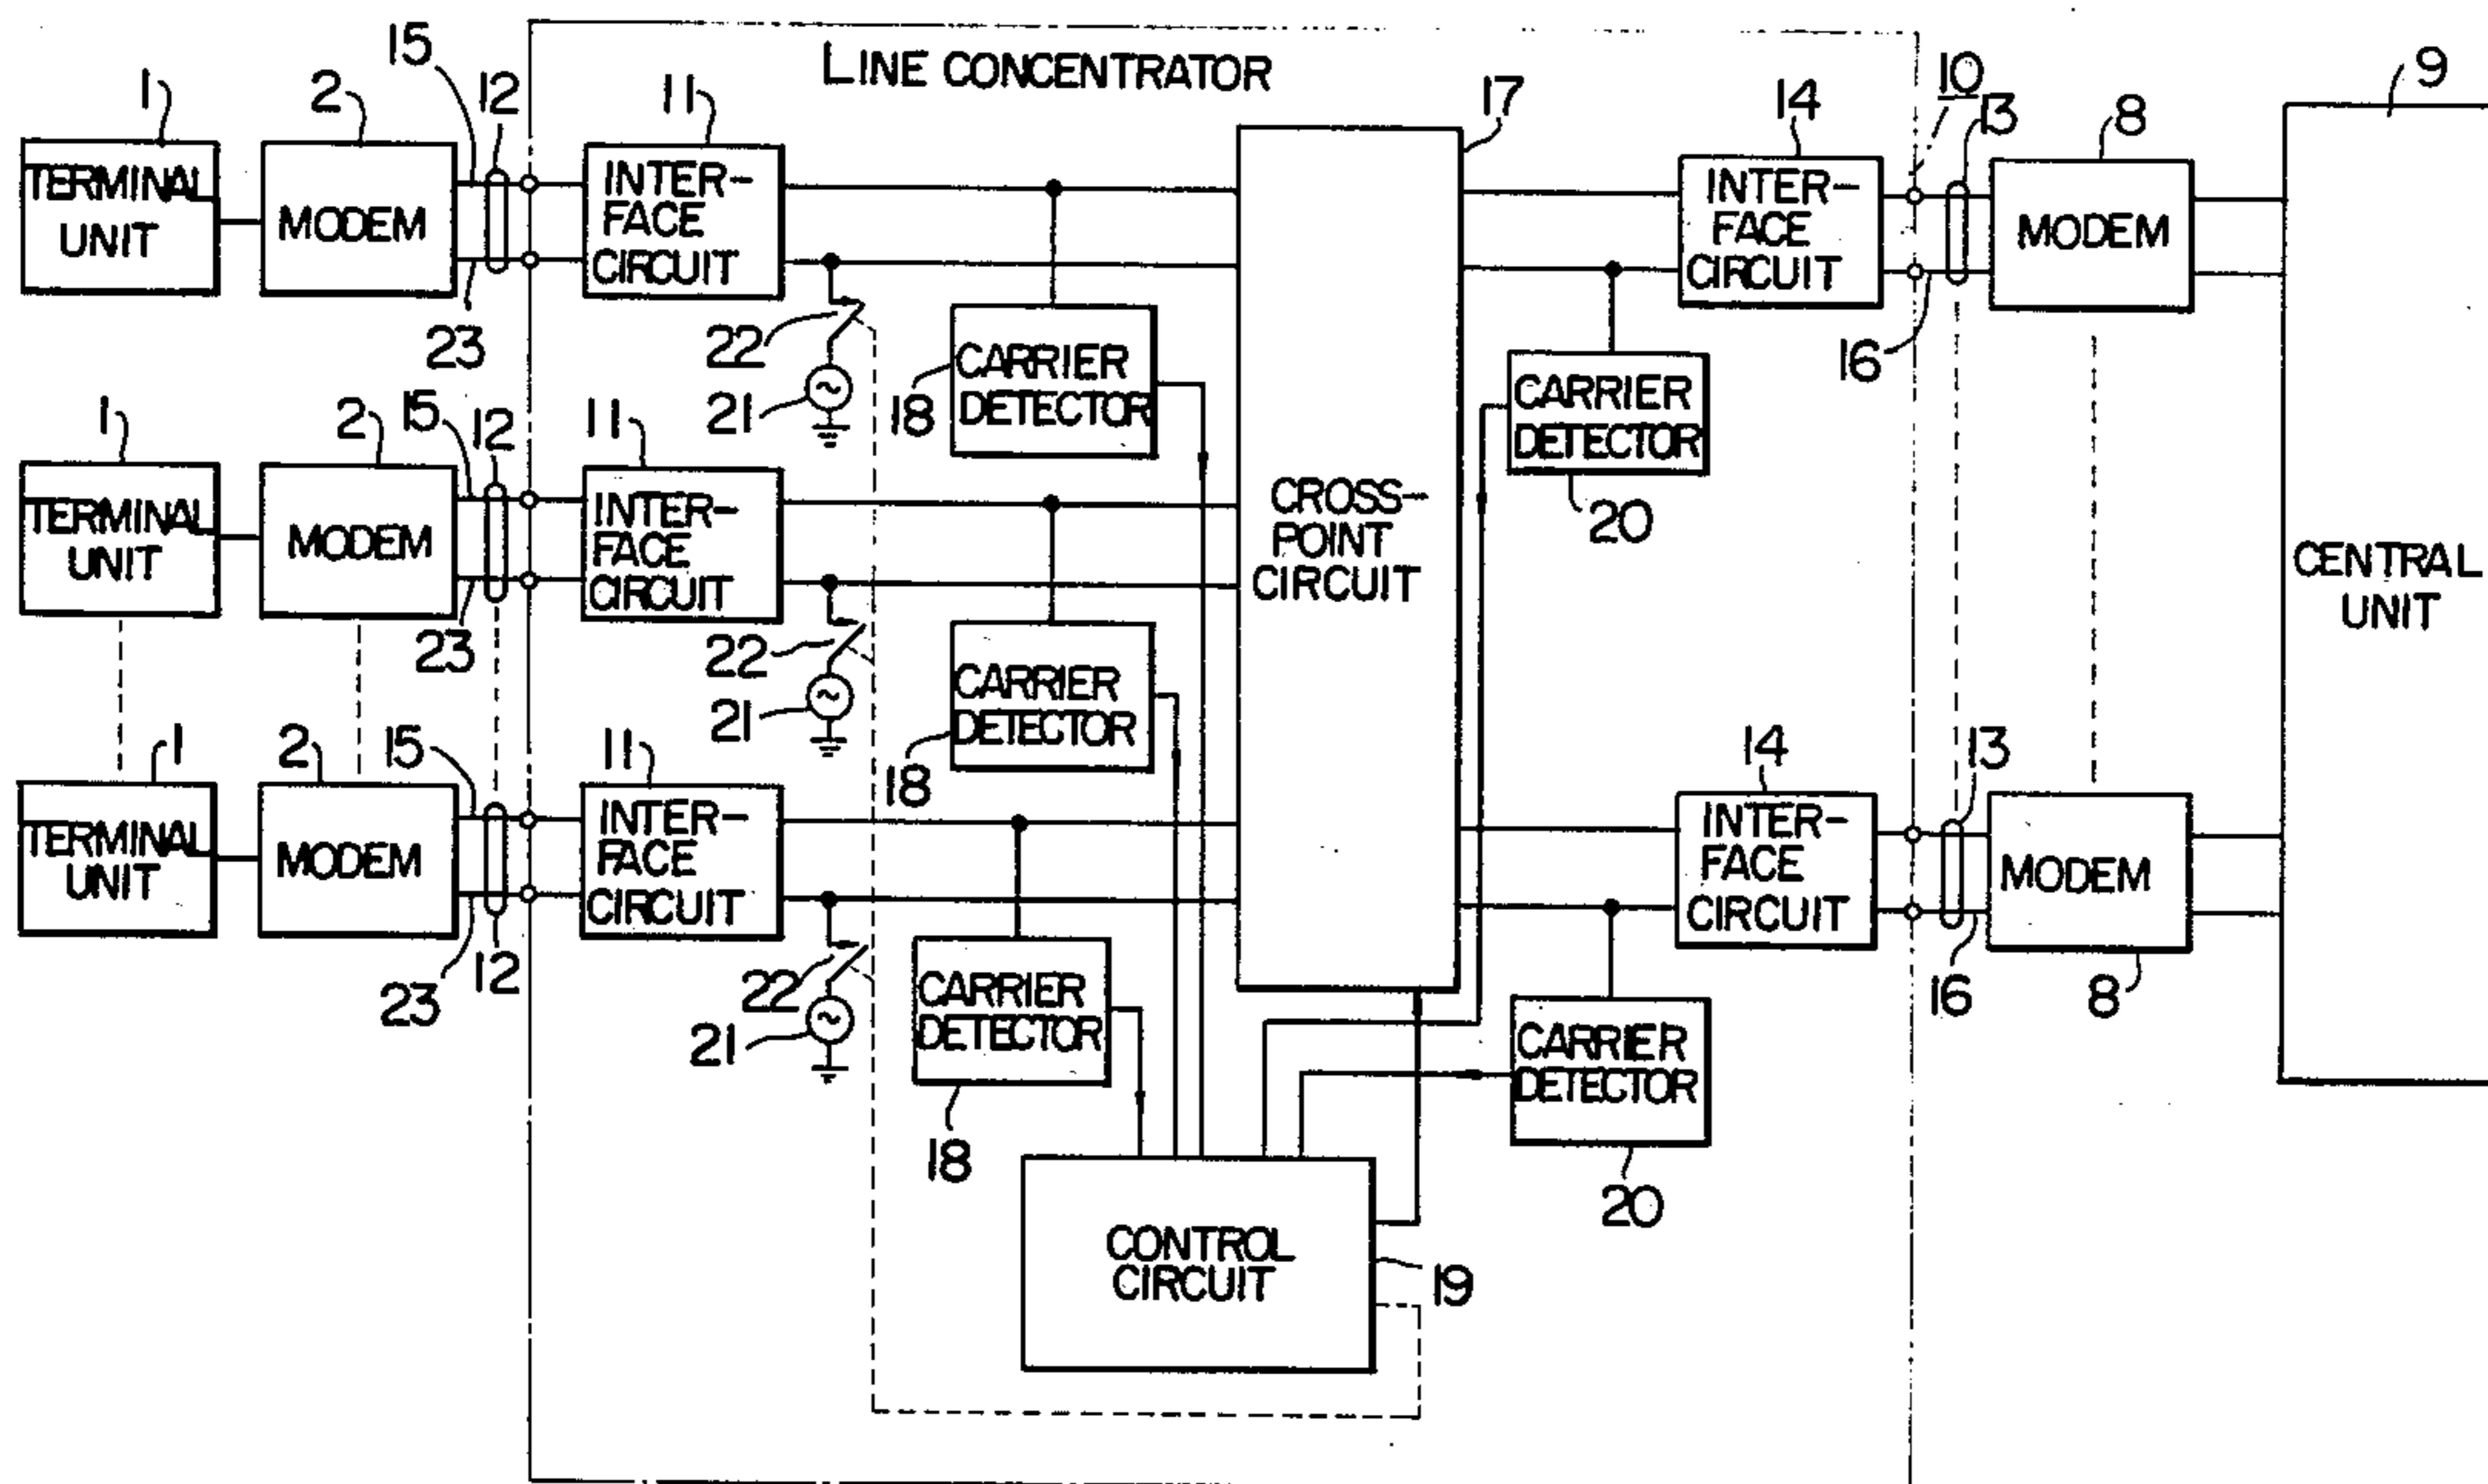 LINE CONCENTRATOR
15
1
2
12
11
17
14
10
13
8
9
TERMINAL
UNIT
MODEM
INTER-
FACE
CIRCUIT
INTER-
FACE
CIRCUIT
MODEM
23
22
21
18
CARRIER
DETECTOR
16
CARRIER
DETECTOR
20
1
2
15
12
11
TERMINAL
UNIT
MODEM
INTER-
FACE
CIRCUIT
CROSS-
POINT
CIRCUIT
CENTRAL
UNIT
23
22
21
18
CARRIER
DETECTOR
1
2
15
11
14
13
TERMINAL
UNIT
MODEM
INTER-
FACE
CIRCUIT
INTER-
FACE
CIRCUIT
MODEM
23
12
22
21
CARRIER
DETECTOR
18
16
8
CARRIER
DETECTOR
20
CONTROL
CIRCUIT
19